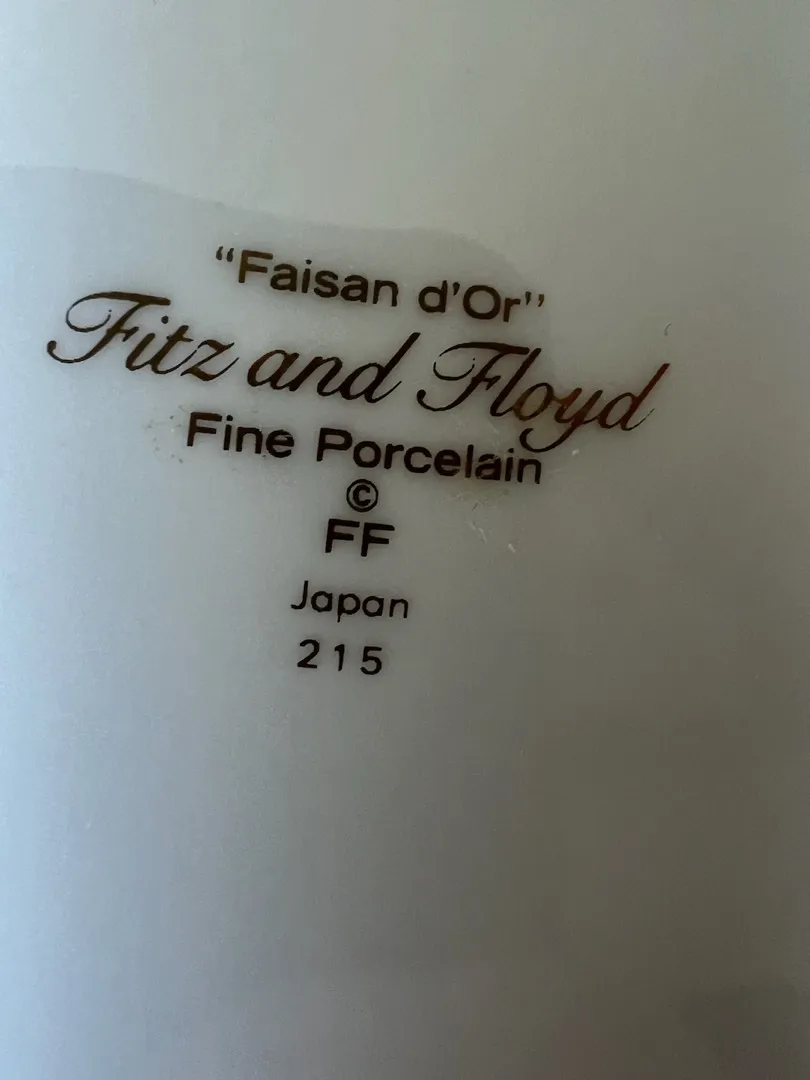 “Faisan d'Or”
Fitz and Floyd
Fine Porcelain
©
FF
Japan
215